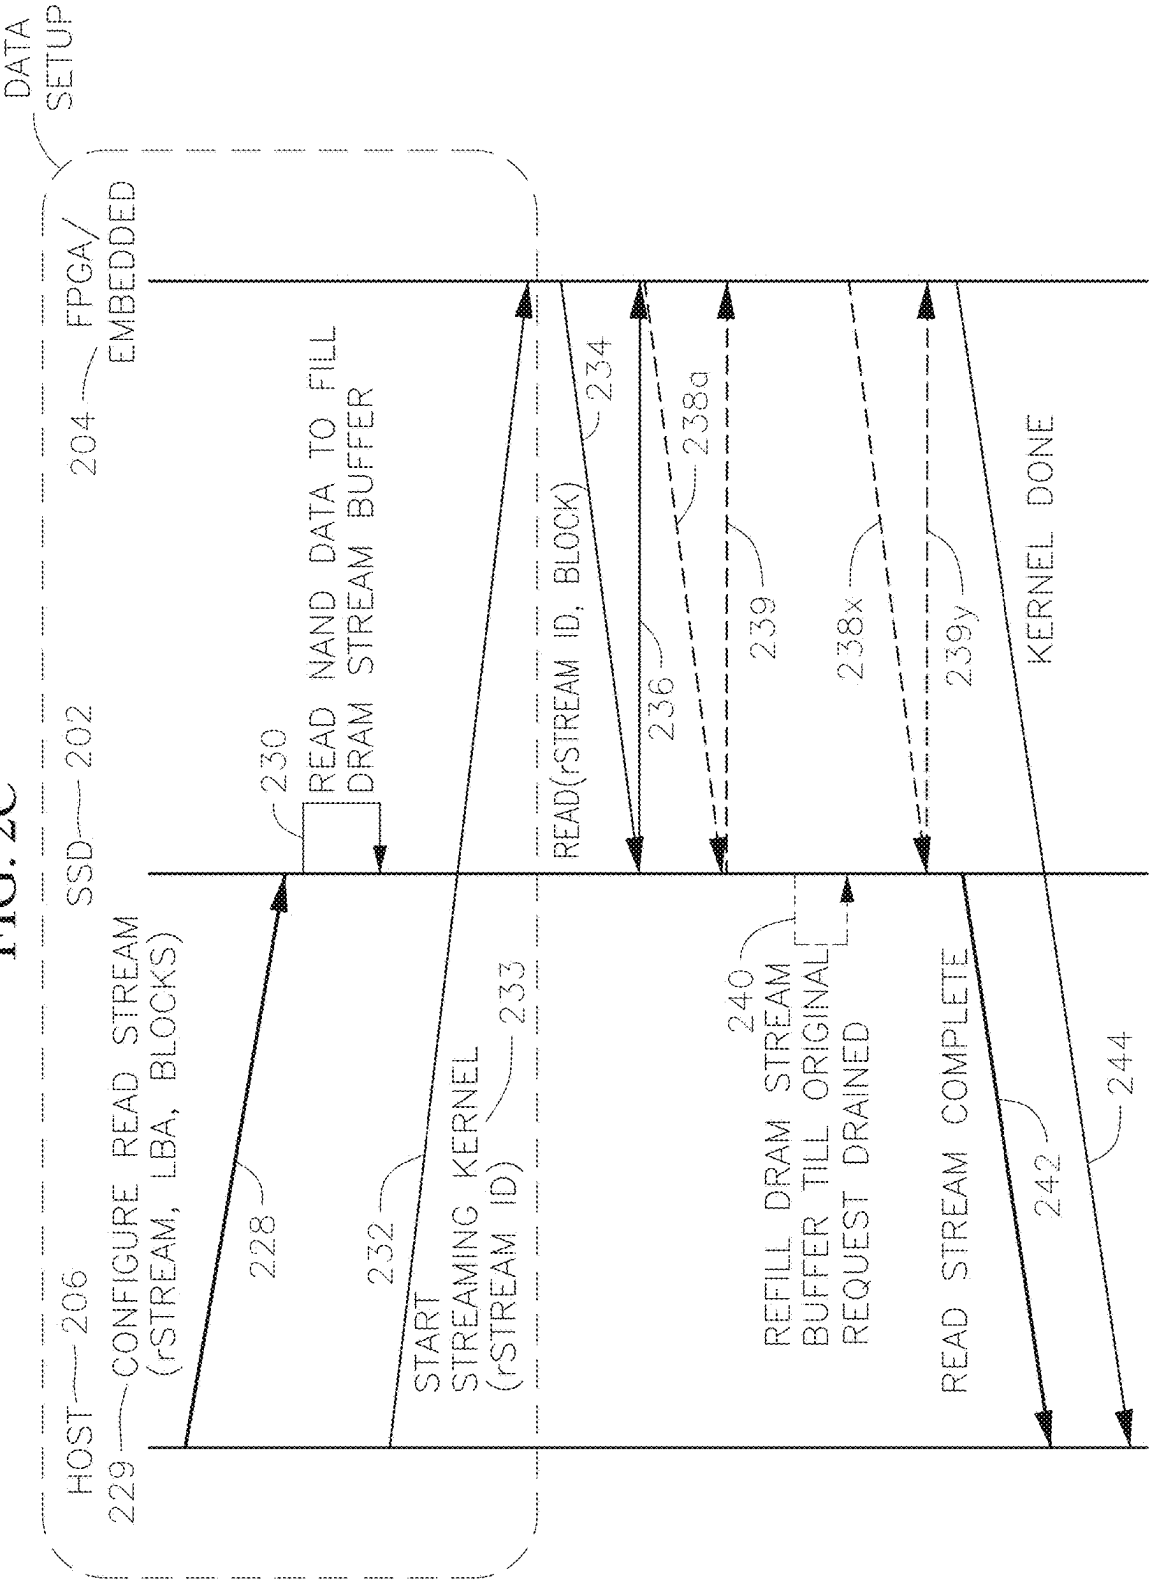 FIG. 2C
DATA
SETUP
HOST 206
SSD 202
204 FPGA/
EMBEDDED
229 CONFIGURE READ STREAM
(rSTREAM, LBA, BLOCKS)
228
230
READ NAND DATA TO FILL
DRAM STREAM BUFFER
232
START
STREAMING KERNEL
(rSTREAM ID)
233
READ(rSTREAM ID, BLOCK)
234
236
238a
239
240
REFILL DRAM STREAM
BUFFER TILL ORIGINAL
REQUEST DRAINED
238x
239y
READ STREAM COMPLETE
242
KERNEL DONE
244